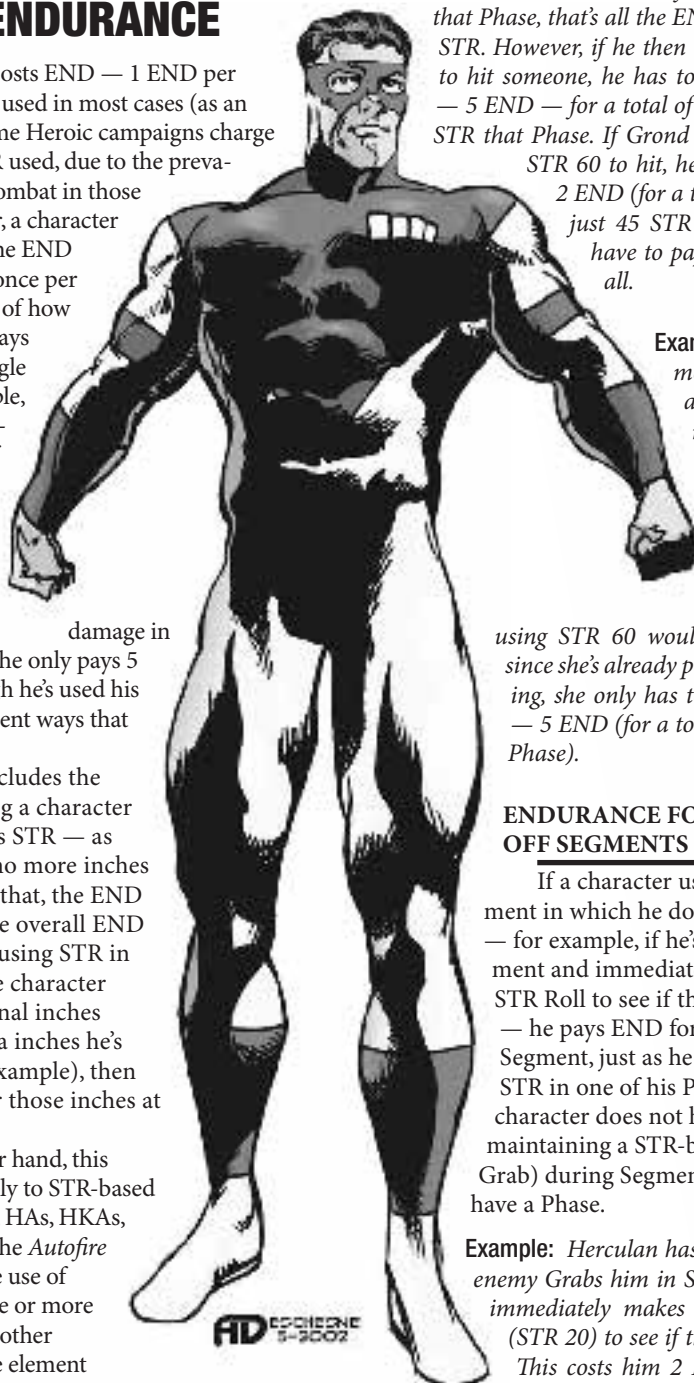 ENDURANCE
osts END — 1 END per
used in most cases (as an
me Heroic campaigns charge
R used, due to the preva-
ombat in those
r, a character
he END
once per
of how
ays
gle
ple,
damage in
he only pays 5
h he's used his
ent ways that
cludes the
ng a character
s STR — as
no more inches
that, the END
e overall END
using STR in
e character
nal inches
a inches he's
xample), then
r those inches at
r hand, this
ly to STR-based
HAs, HKAs,
he Autofire
e use of
e or more
other
e element
AD ESCHESNE
5-2002
that Phase, that's all the EN
STR. However, if he then
to hit someone, he has to
— 5 END — for a total of
STR that Phase. If Grond
STR 60 to hit, he
2 END (for a t
just 45 STR
have to pa
all.
Exam
m
a
using STR 60 woul
since she's already p
ing, she only has t
— 5 END (for a to
Phase).
ENDURANCE FO
OFF SEGMENTS
If a character us
ment in which he do
— for example, if he's
ment and immediat
STR Roll to see if th
— he pays END for
Segment, just as he
STR in one of his P
character does not h
maintaining a STR-b
Grab) during Segmen
have a Phase.
Example: Herculan has
enemy Grabs him in S
immediately makes
(STR 20) to see if t
This costs him 2